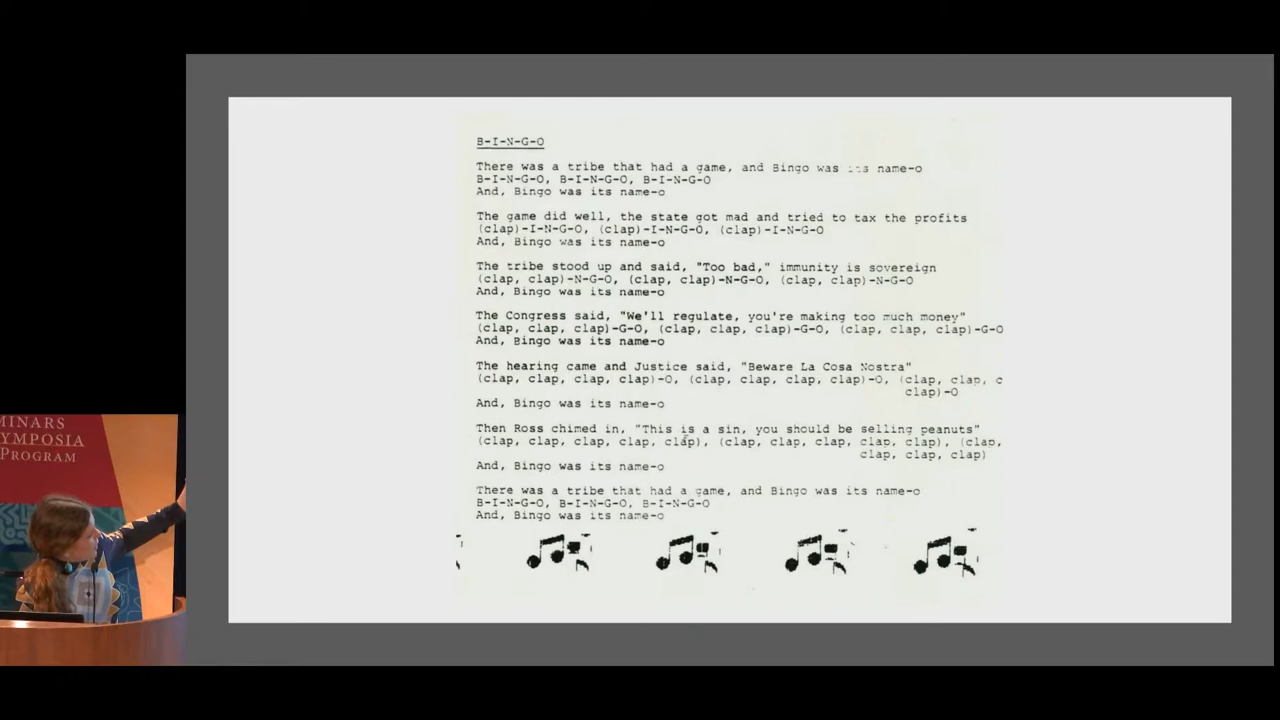 B-I-N-G-O
There was a tribe that had a game, and Bingo was its name-o
B-I-N-G-O, B-I-N-G-O, B-I-N-G-O
And, Bingo was its name-o
The game did well, the state got mad and tried to tax the profits
(clap)-I-N-G-O, (clap)-I-N-G-O, (clap)-I-N-G-O
And, Bingo was its name-o
The tribe stood up and said, "Too bad," immunity is sovereign
(clap, clap)-N-G-O, (clap, clap)-N-G-O, (clap, clap)-N-G-O
And, Bingo was its name-o
The Congress said, "We'll regulate, you're making too much money"
(clap, clap, clap)-G-O, (clap, clap, clap)-G-O, (clap, clap, clap)-G-O
And, Bingo was its name-o
The hearing came and Justice said, "Beware La Cosa Nostra"
(clap, clap, clap, clap)-O, (clap, clap, clap, clap)-O, (clap, clap, c
clap)-O
And, Bingo was its name-o
Then Ross chimed in, "This is a sin, you should be selling peanuts"
(clap, clap, clap, clap, clap), (clap, clap, clap, clap, clap), (clap,
clap, clap, clap)
And, Bingo was its name-o
There was a tribe that had a game, and Bingo was its name-o
B-I-N-G-O, B-I-N-G-O, B-I-N-G-O
And, Bingo was its name-o
MINARS
YMPOSIA
PROGRAM